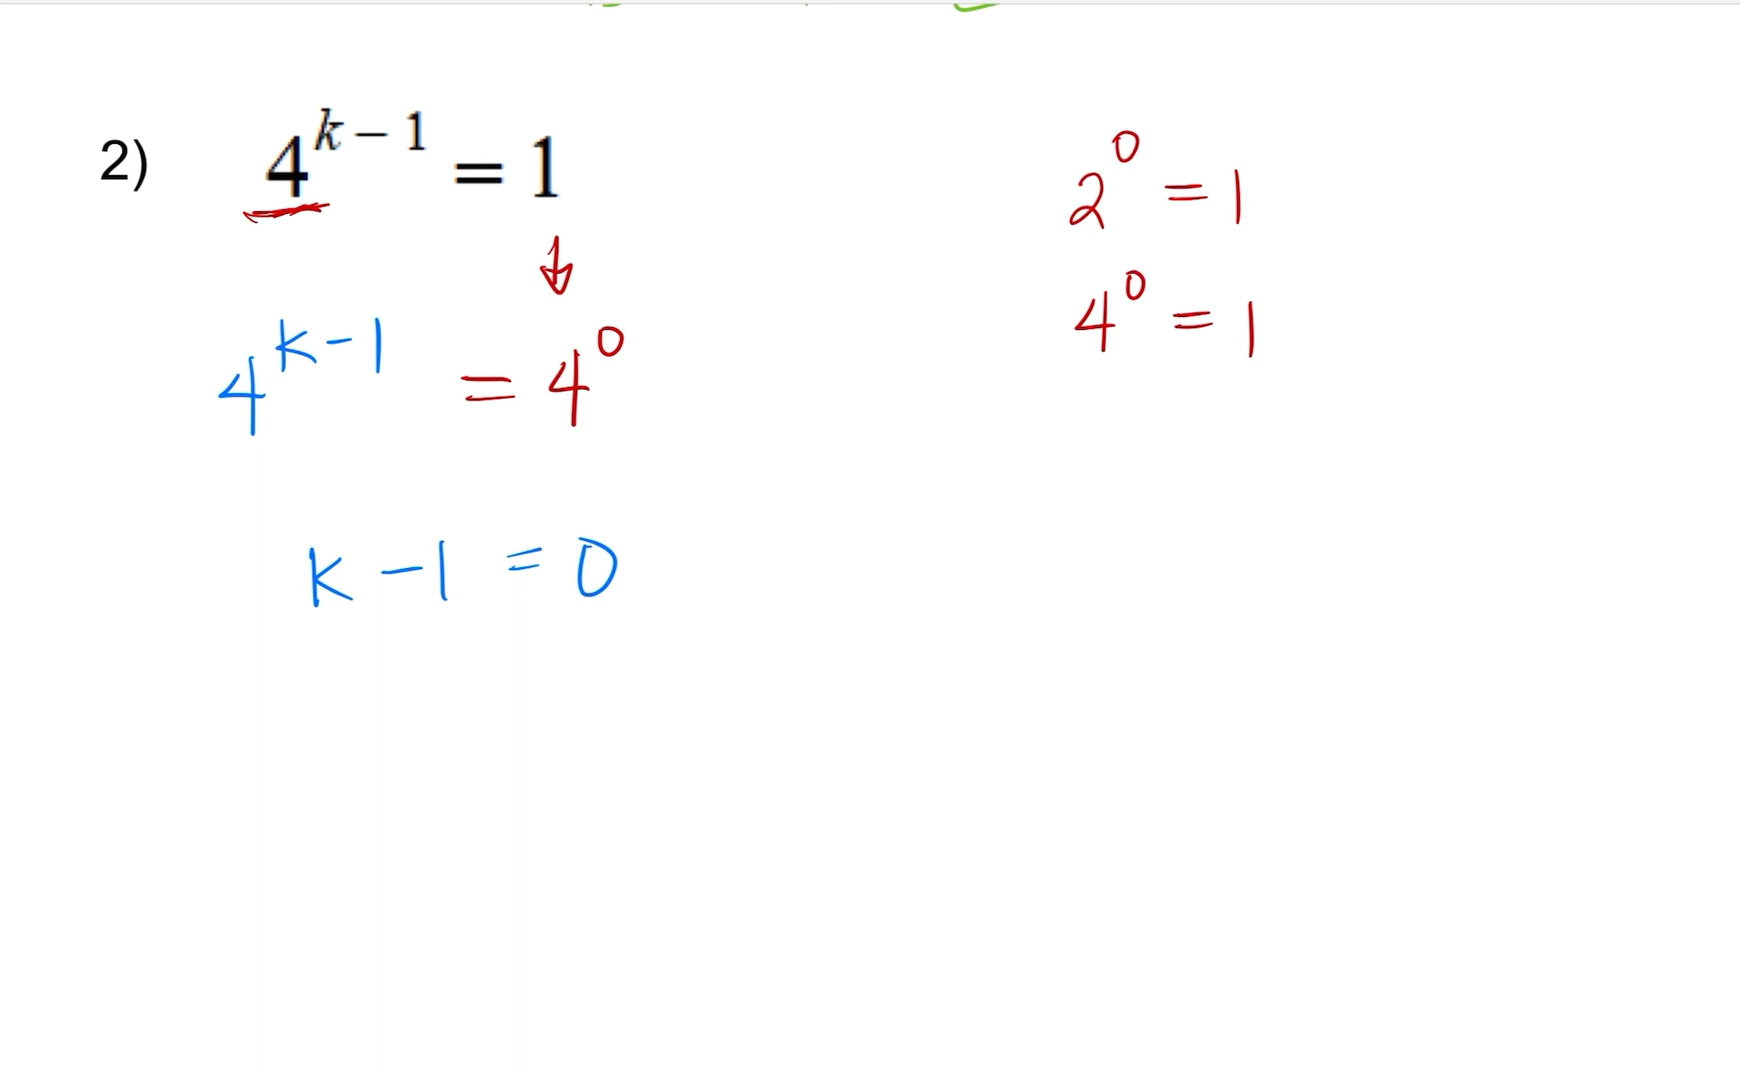 2) 4^{k-1} = 1
↓
4^{k-1} = 4^0
k - 1 = 0
2^0 = 1
4^0 = 1